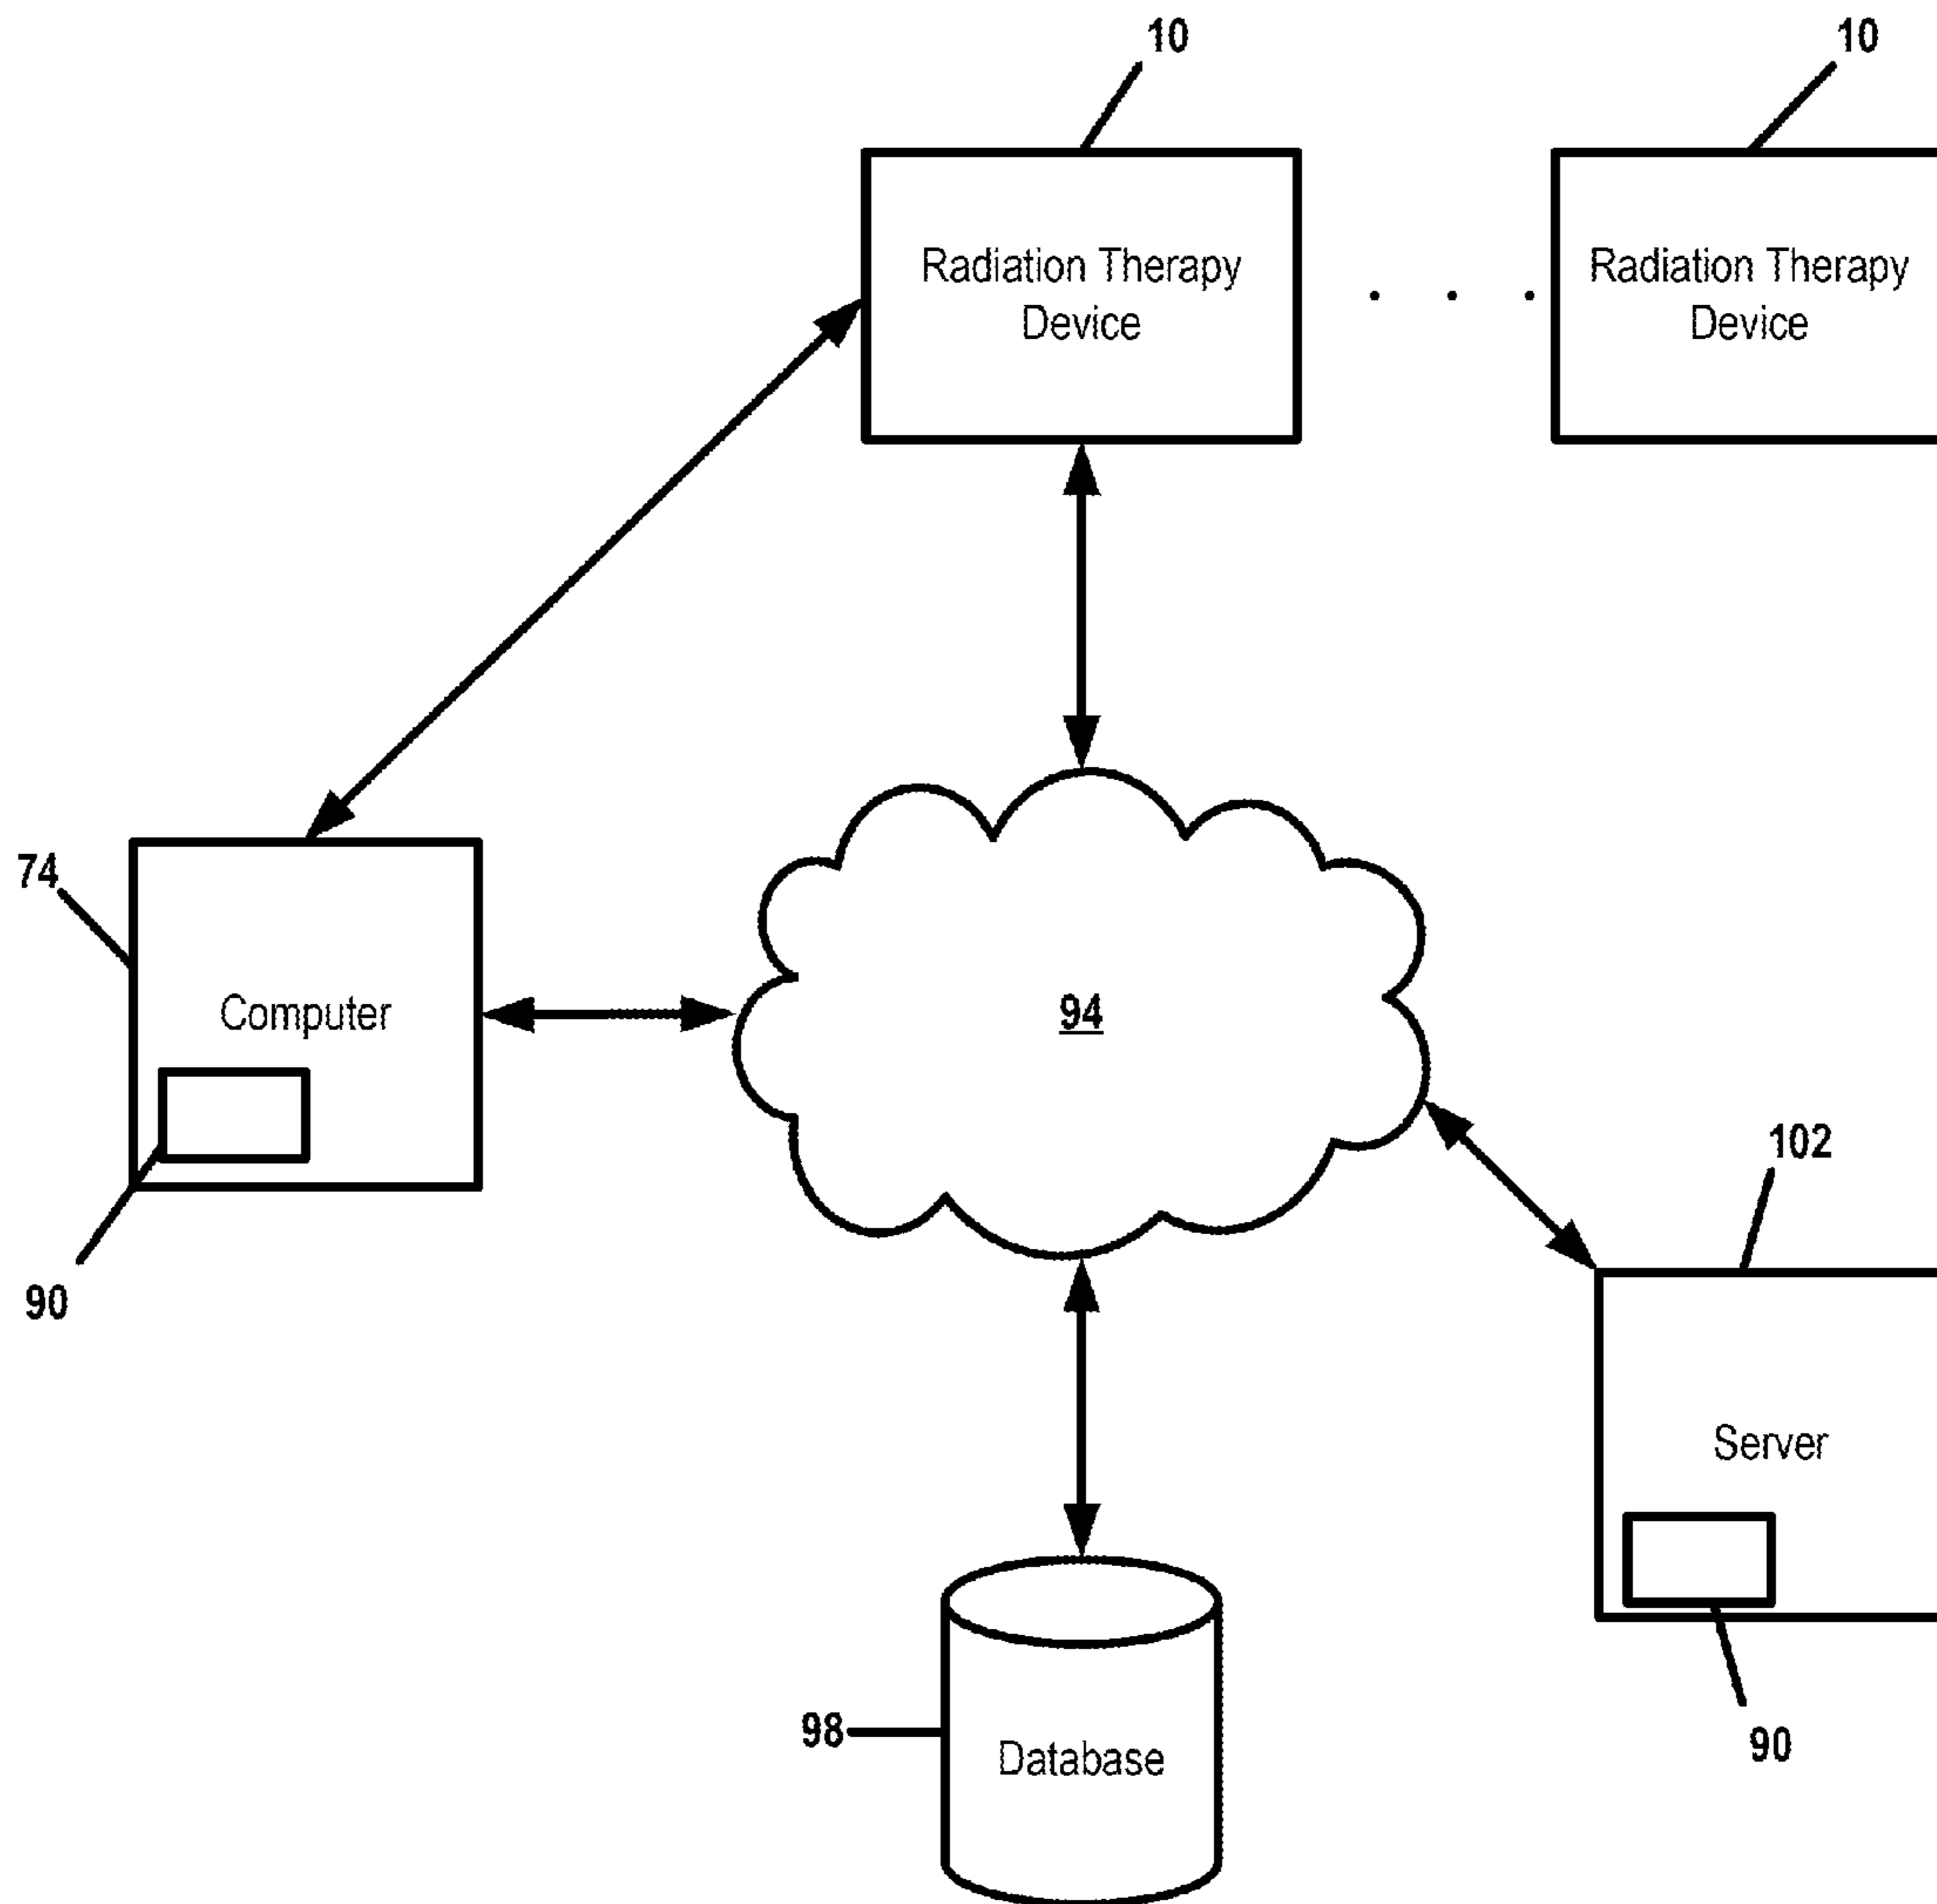 10
10
Radiation Therapy
Device
Radiation Therapy
Device
74
Computer
94
102
90
Server
98
Database
90